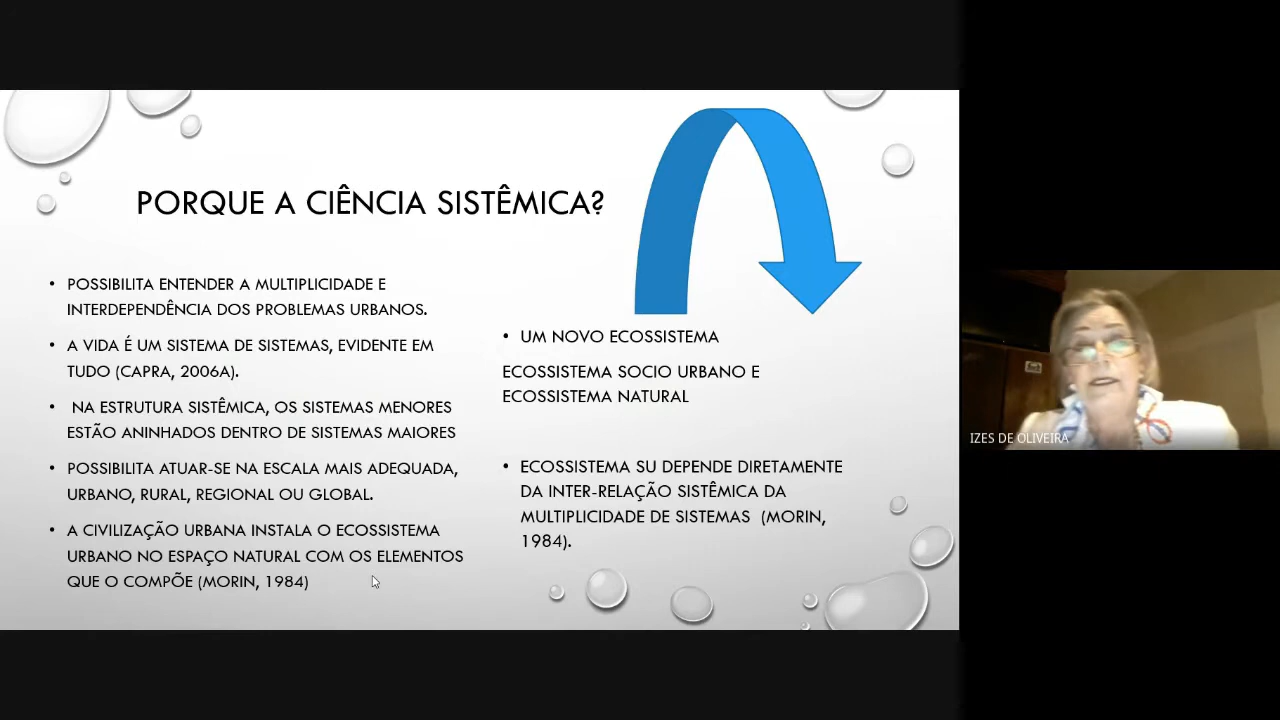 PORQUE A CIÊNCIA SISTÊMICA?
• POSSIBILITA ENTENDER A MULTIPLICIDADE E
INTERDEPENDÊNCIA DOS PROBLEMAS URBANOS.
• A VIDA É UM SISTEMA DE SISTEMAS, EVIDENTE EM
TUDO (CAPRA, 2006A).
• NA ESTRUTURA SISTÊMICA, OS SISTEMAS MENORES
ESTÃO ANINHADOS DENTRO DE SISTEMAS MAIORES
• POSSIBILITA ATUAR-SE NA ESCALA MAIS ADEQUADA,
URBANO, RURAL, REGIONAL OU GLOBAL.
• A CIVILIZAÇÃO URBANA INSTALA O ECOSSISTEMA
URBANO NO ESPAÇO NATURAL COM OS ELEMENTOS
QUE O COMPÕE (MORIN, 1984)
• UM NOVO ECOSSISTEMA
ECOSSISTEMA SOCIO URBANO E
ECOSSISTEMA NATURAL
• ECOSSISTEMA SU DEPENDE DIRETAMENTE
DA INTER-RELAÇÃO SISTÊMICA DA
MULTIPLICIDADE DE SISTEMAS (MORIN,
1984).
IZES DE OLIVEIRA